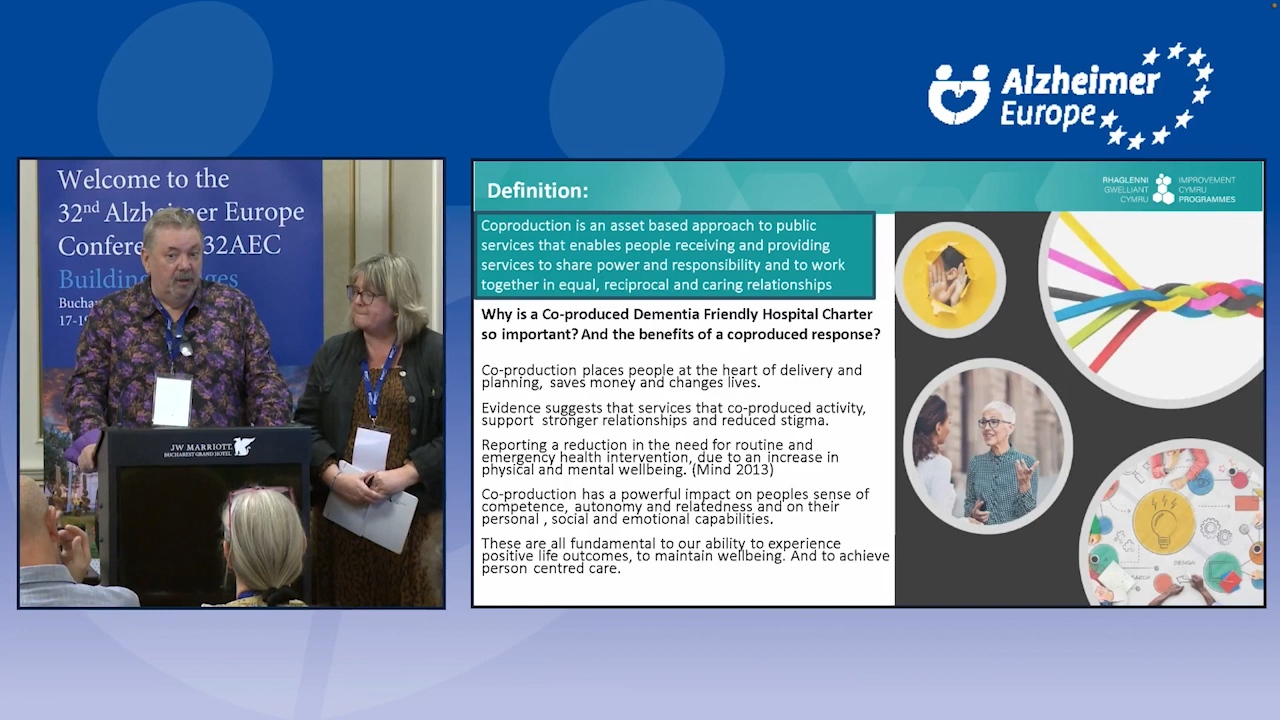 Alzheimer
Europe
Welcome to the
32nd Alzheimer Europe
32AEC
Building
17-19
JW MARRIOTT
BUCHAREST GRAND HOTEL
Definition:
RHAGLENNI
GWELLIANT
CYMRU
IMPROVEMENT
CYMRU
PROGRAMMES
Coproduction is an asset based approach to public
services that enables people receiving and providing
services to share power and responsibility and to work
together in equal, reciprocal and caring relationships
Why is a Co-produced Dementia Friendly Hospital Charter
so important? And the benefits of a coproduced response?
Co-production places people at the heart of delivery and
planning, saves money and changes lives.
Evidence suggests that services that co-produced activity,
support stronger relationships and reduced stigma.
Reporting a reduction in the need for routine and
emergency health intervention, due to an increase in
physical and mental wellbeing. (Mind 2013)
Co-production has a powerful impact on peoples sense of
competence, autonomy and relatedness and on their
personal , social and emotional capabilities.
These are all fundamental to our ability to experience
positive life outcomes, to maintain wellbeing. And to achieve
person centred care.
DESIGN